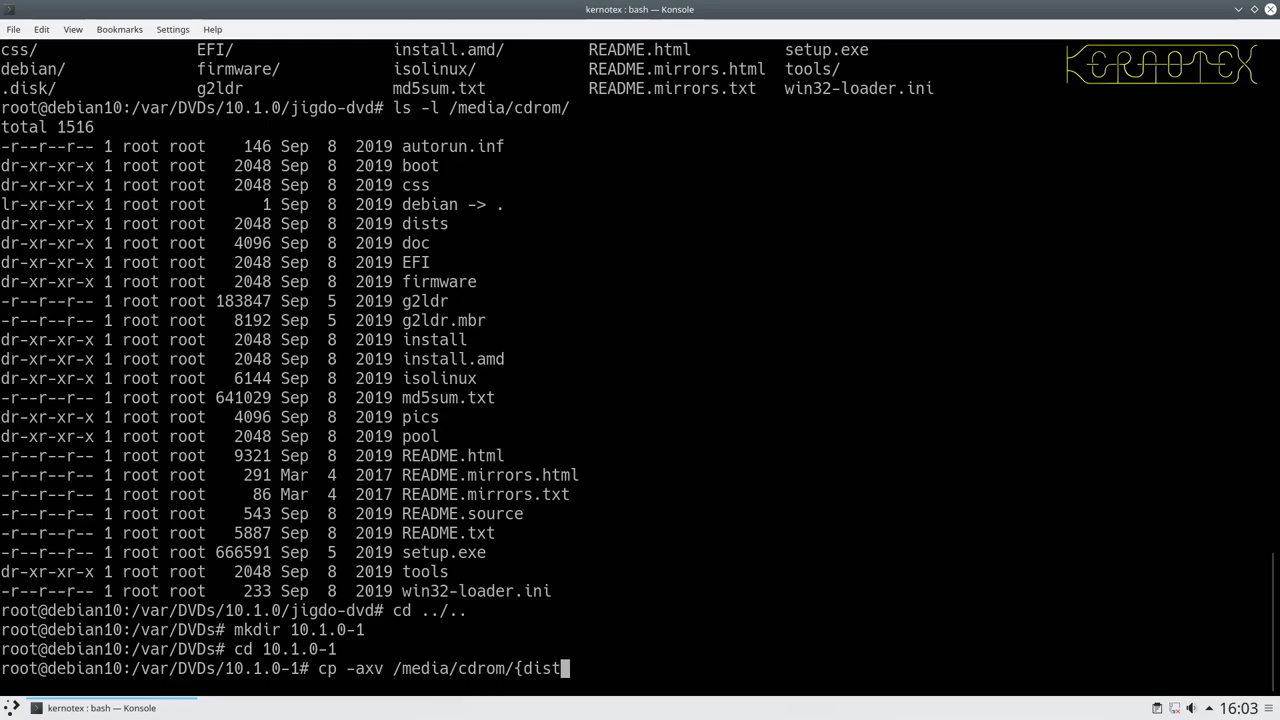 kernotex : bash — Konsole
File Edit View Bookmarks Settings Help
css/ EFI/ install.amd/ README.html setup.exe
debian/ firmware/ isolinux/ README.mirrors.html tools/
.disk/ g2ldr md5sum.txt README.mirrors.txt win32-loader.ini
KERNOTEX
root@debian10:/var/DVDs/10.1.0/jigdo-dvd# ls -l /media/cdrom/
total 1516
-r--r--r-- 1 root root 146 Sep 8 2019 autorun.inf
dr-xr-xr-x 1 root root 2048 Sep 8 2019 boot
dr-xr-xr-x 1 root root 2048 Sep 8 2019 css
lr-xr-xr-x 1 root root 1 Sep 8 2019 debian -> .
dr-xr-xr-x 1 root root 2048 Sep 8 2019 dists
dr-xr-xr-x 1 root root 4096 Sep 8 2019 doc
dr-xr-xr-x 1 root root 2048 Sep 8 2019 EFI
dr-xr-xr-x 1 root root 2048 Sep 8 2019 firmware
-r--r--r-- 1 root root 183847 Sep 5 2019 g2ldr
-r--r--r-- 1 root root 8192 Sep 5 2019 g2ldr.mbr
dr-xr-xr-x 1 root root 2048 Sep 8 2019 install
dr-xr-xr-x 1 root root 2048 Sep 8 2019 install.amd
dr-xr-xr-x 1 root root 6144 Sep 8 2019 isolinux
-r--r--r-- 1 root root 641029 Sep 8 2019 md5sum.txt
dr-xr-xr-x 1 root root 4096 Sep 8 2019 pics
dr-xr-xr-x 1 root root 2048 Sep 8 2019 pool
-r--r--r-- 1 root root 9321 Sep 8 2019 README.html
-r--r--r-- 1 root root 291 Mar 4 2017 README.mirrors.html
-r--r--r-- 1 root root 86 Mar 4 2017 README.mirrors.txt
-r--r--r-- 1 root root 543 Sep 8 2019 README.source
-r--r--r-- 1 root root 5887 Sep 8 2019 README.txt
-r--r--r-- 1 root root 666591 Sep 5 2019 setup.exe
dr-xr-xr-x 1 root root 2048 Sep 8 2019 tools
-r--r--r-- 1 root root 233 Sep 8 2019 win32-loader.ini
root@debian10:/var/DVDs/10.1.0/jigdo-dvd# cd ../..
root@debian10:/var/DVDs# mkdir 10.1.0-1
root@debian10:/var/DVDs# cd 10.1.0-1
root@debian10:/var/DVDs/10.1.0-1# cp -axv /media/cdrom/{dist
kernotex : bash — Konsole
16:03